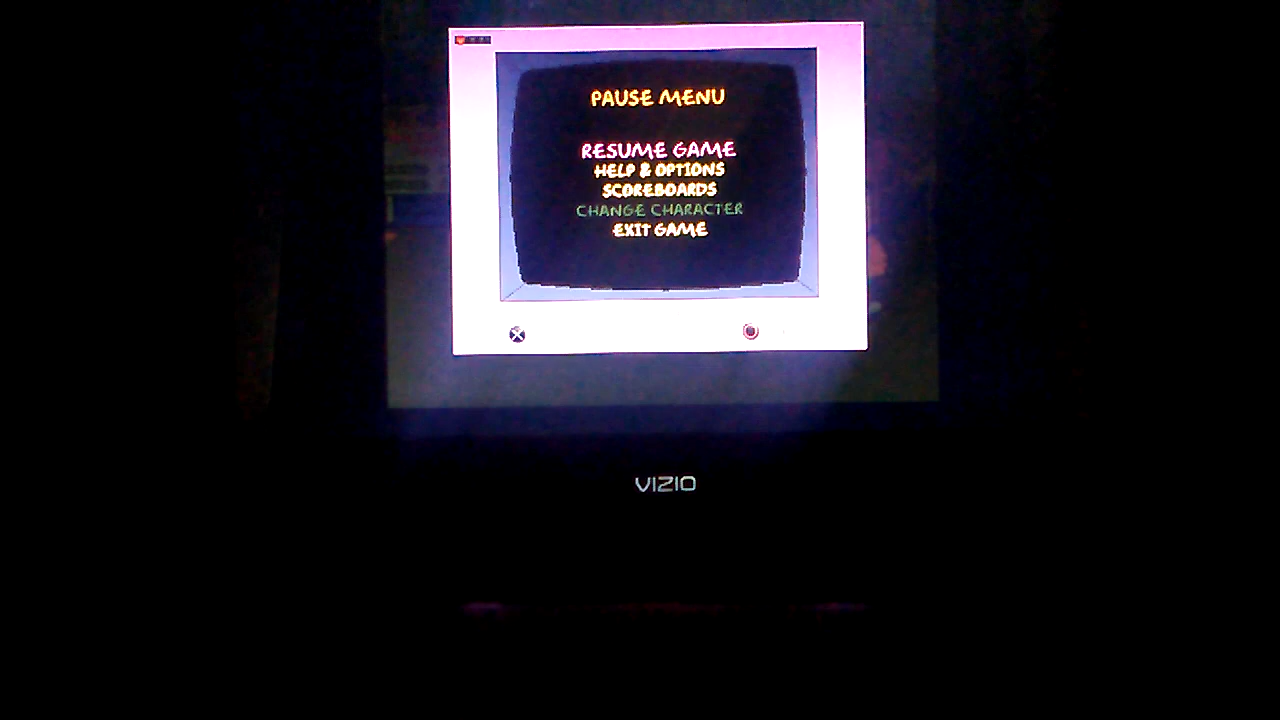 PAUSE MENU
RESUME GAME
HELP & OPTIONS
SCOREBOARDS
CHANGE CHARACTER
EXIT GAME
VIZIO